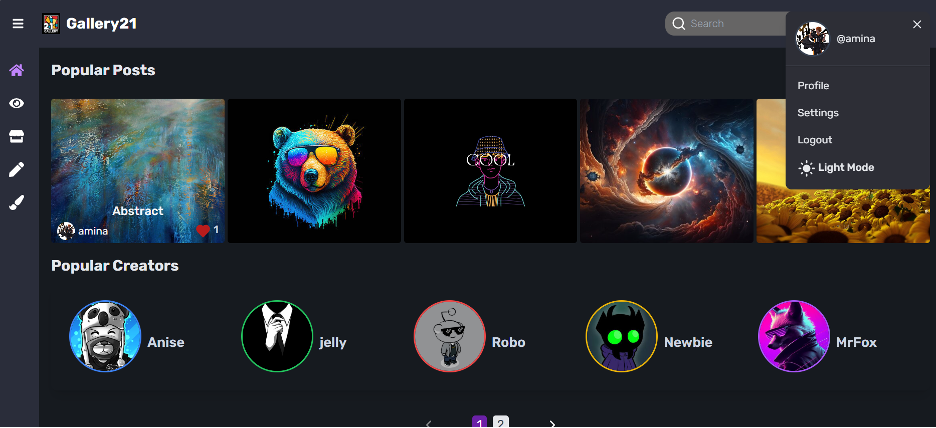 Gallery21
Search
@amina
Profile
Settings
Logout
Light Mode
Popular Posts
COOL
Abstract
amina
1
Popular Creators
Anise
jelly
Robo
Newbie
MrFox
1
2